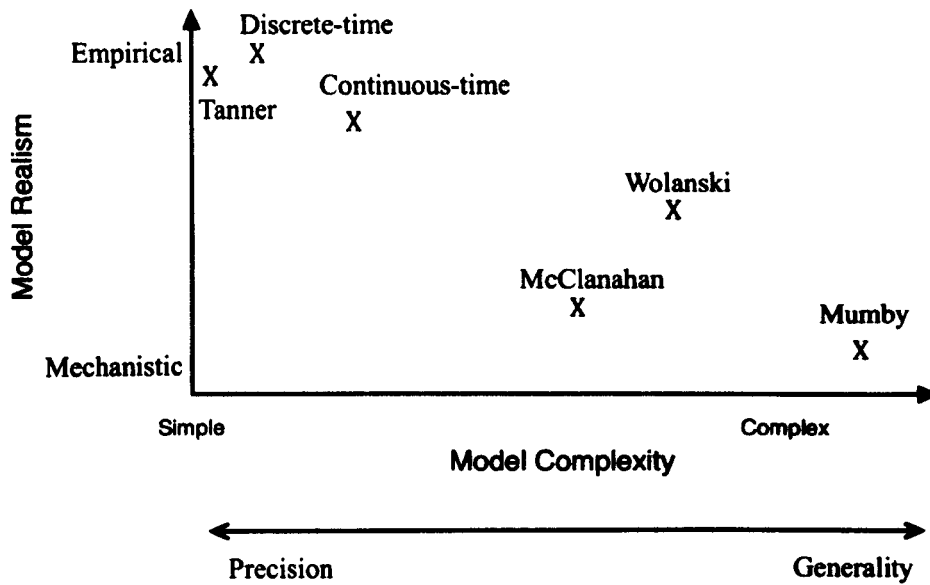 Discrete-time
Empirical
X
X
Continuous-time
Tanner
X
Model Realism
Wolanski
X
McClanahan
X
Mumby
X
Mechanistic
Simple
Complex
Model Complexity
Precision
Generality